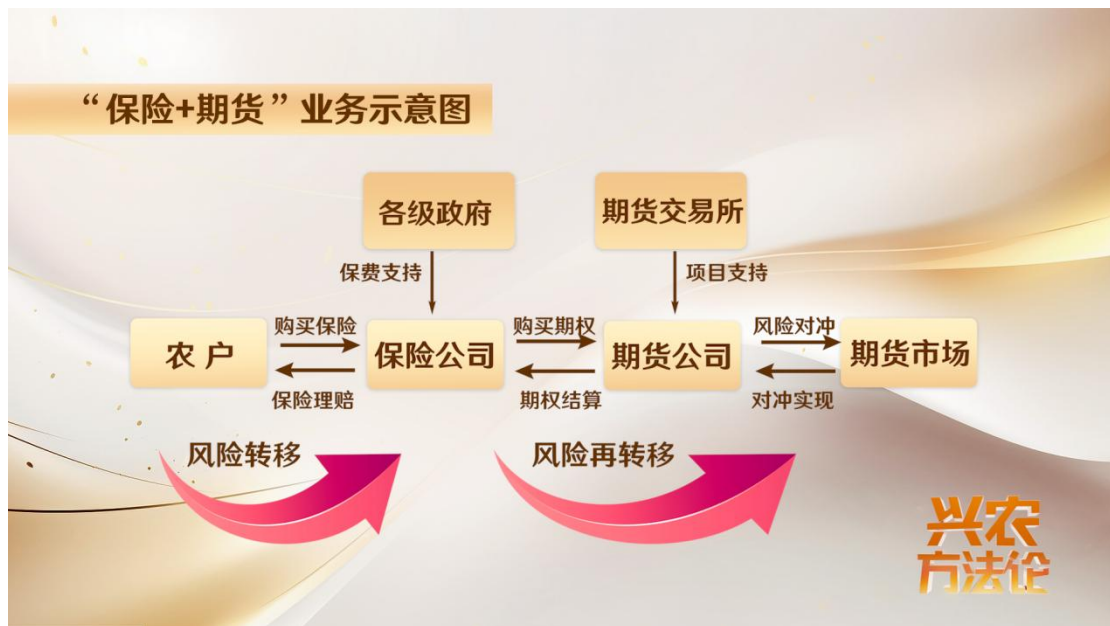 “保险+期货”业务示意图
各级政府
期货交易所
保费支持
项目支持
购买保险
购买期权
风险对冲
农户
保险公司
期货公司
期货市场
保险理赔
期权结算
对冲实现
风险转移
风险再转移
兴农
方法论